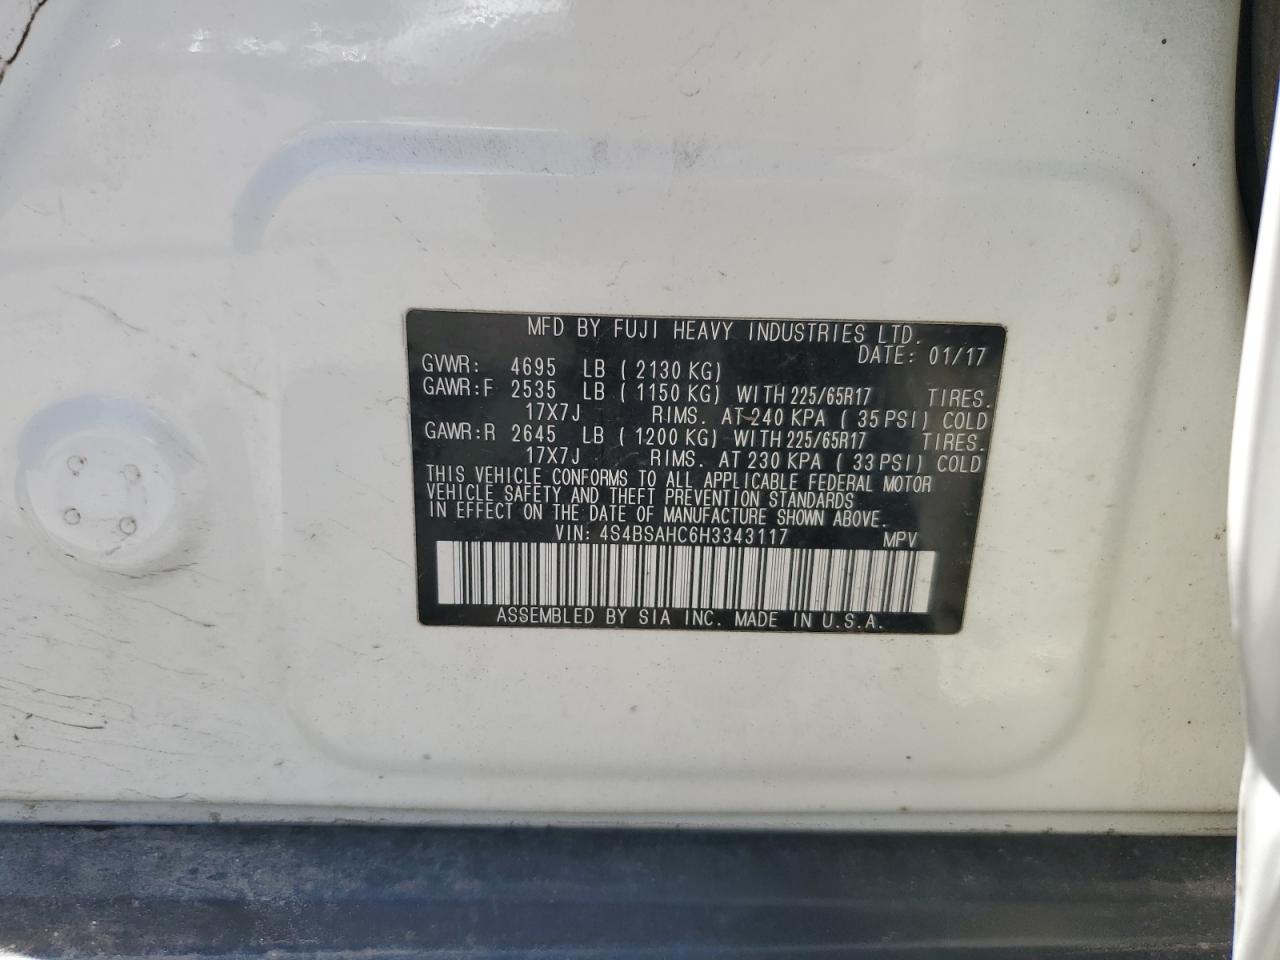 MFD BY FUJI HEAVY INDUSTRIES LTD.
DATE: 01/17
GVWR: 4695 LB ( 2130 KG)
GAWR:F 2535 LB ( 1150 KG) WITH 225/65R17 TIRES.
17X7J RIMS. AT 240 KPA ( 35 PSI) COLD
GAWR:R 2645 LB ( 1200 KG) WITH 225/65R17 TIRES.
17X7J RIMS. AT 230 KPA ( 33 PSI) COLD
THIS VEHICLE CONFORMS TO ALL APPLICABLE FEDERAL MOTOR
VEHICLE SAFETY AND THEFT PREVENTION STANDARDS
IN EFFECT ON THE DATE OF MANUFACTURE SHOWN ABOVE.
VIN: 4S4BSAHC6H3343117 MPV
ASSEMBLED BY SIA INC. MADE IN U.S.A.